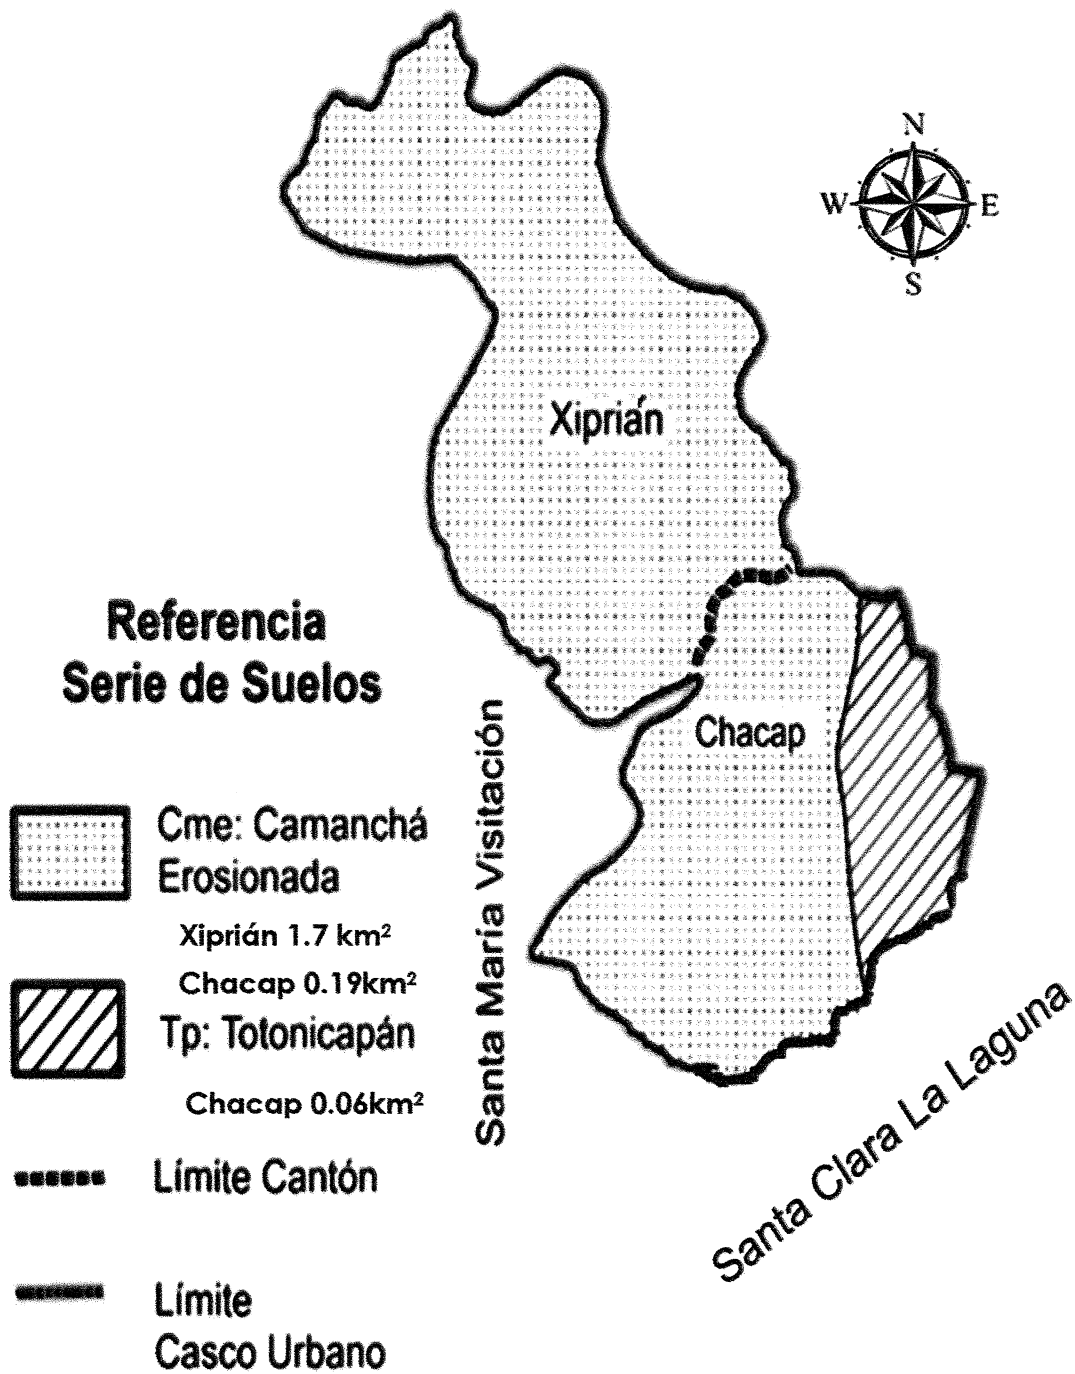 N
W
E
S
Xiprián
Referencia
Serie de Suelos
Chacap
Santa María Visitación
Cme: Camanchá
Erosionada
Xiprián 1.7 km²
Chacap 0.19km²
Tp: Totonicapán
Chacap 0.06km²
Santa Clara La Laguna
Límite Cantón
Límite
Casco Urbano